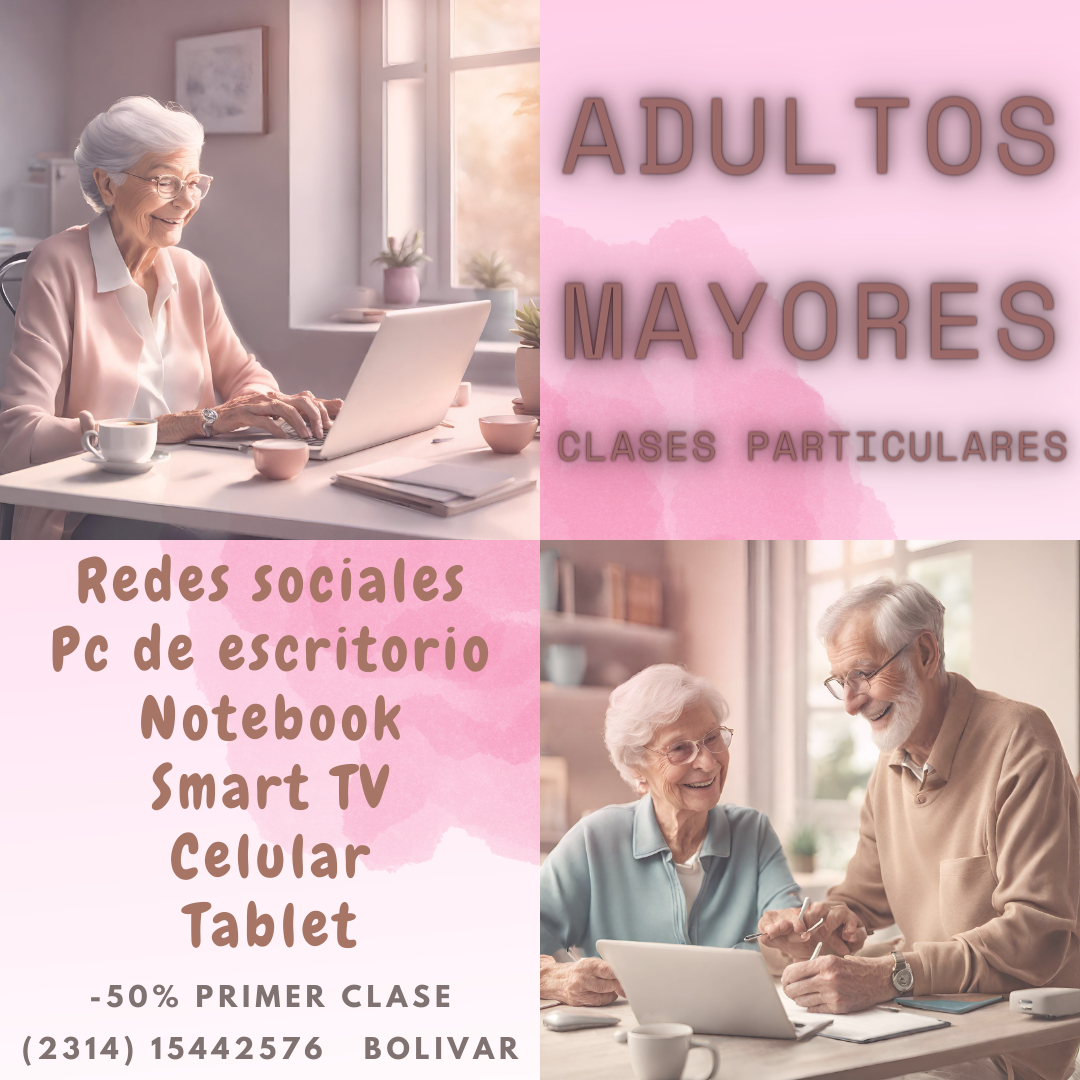 ADULTOS
MAYORES
CLASES PARTICULARES
Redes sociales
Pc de escritorio
Notebook
Smart TV
Celular
Tablet
-50% PRIMER CLASE
(2314) 15442576 BOLIVAR